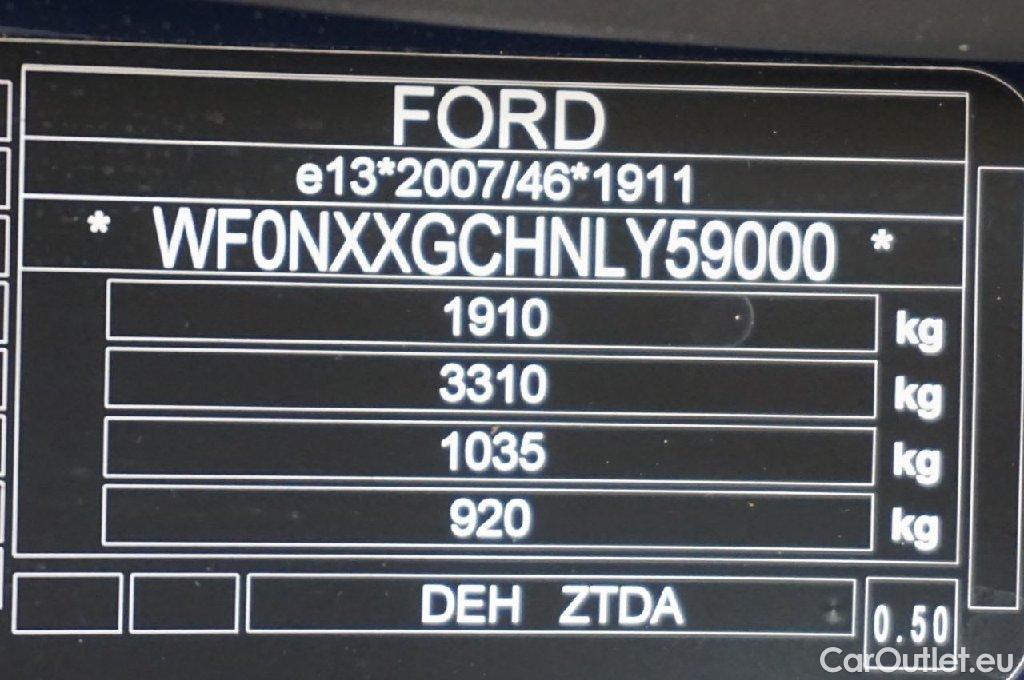 FORD
e13*2007/46*1911
* WF0NXXGCHNLY59000 *
1910 kg
3310 kg
1035 kg
920 kg
DEH ZTDA
0.50
CarOutlet.eu